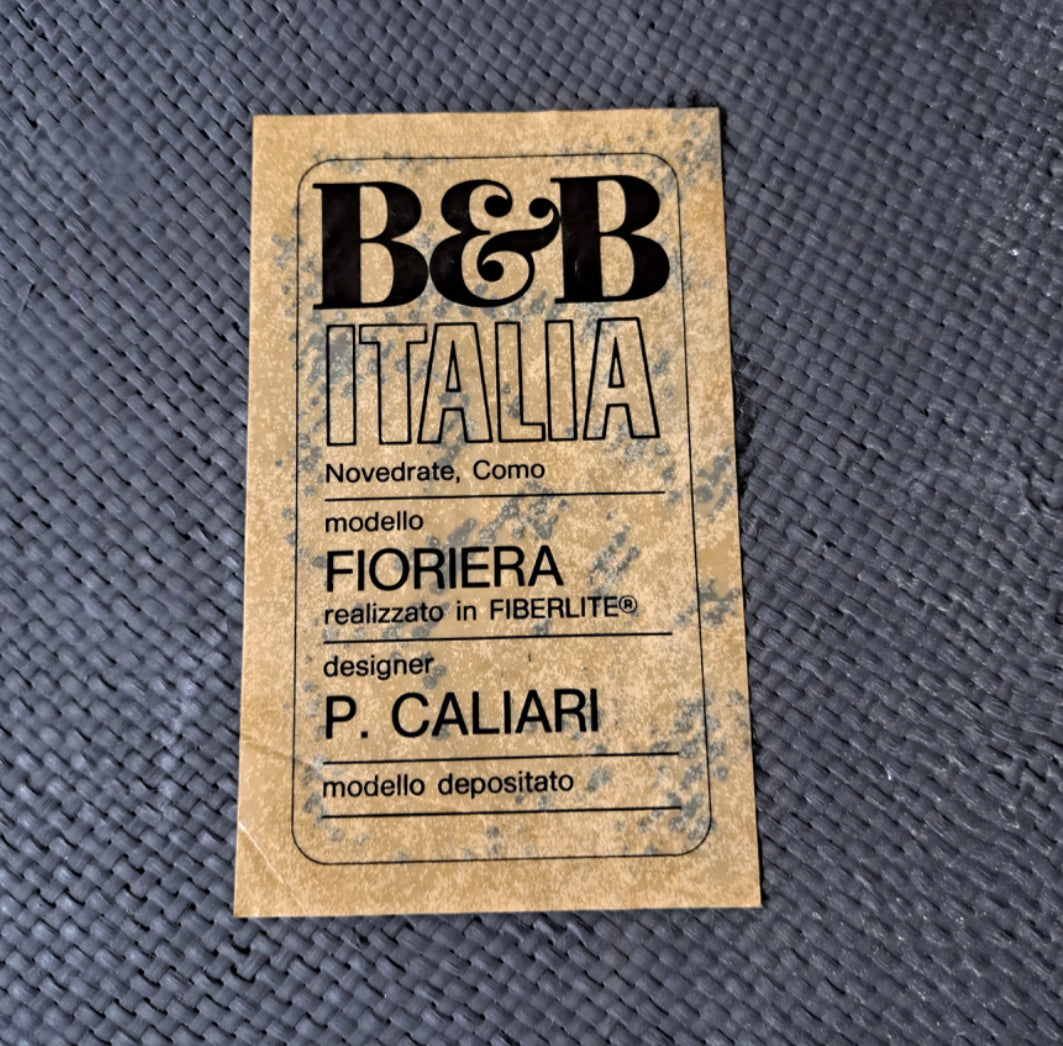 B&B
ITALIA
Novedrate, Como
modello
FIORIERA
realizzato in FIBERLITE®
designer
P. CALIARI
modello depositato